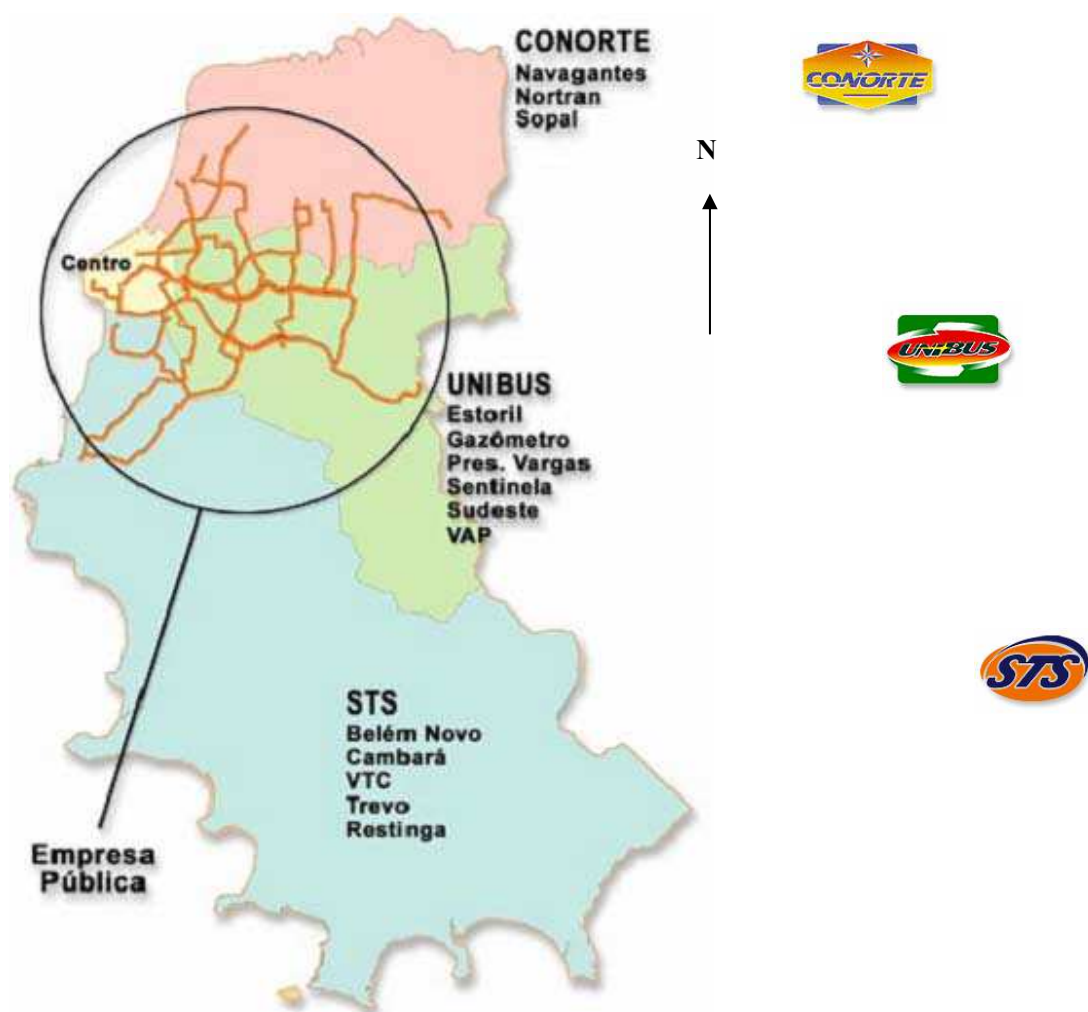 CONORTE
Navagantes
Nortran
Sopal
CONORTE
N
Centro
UNIBUS
UNIBUS
Estoril
Gazômetro
Pres. Vargas
Sentinela
Sudeste
VAP
STS
STS
Belém Novo
Cambará
VTC
Trevo
Restinga
Empresa
Pública